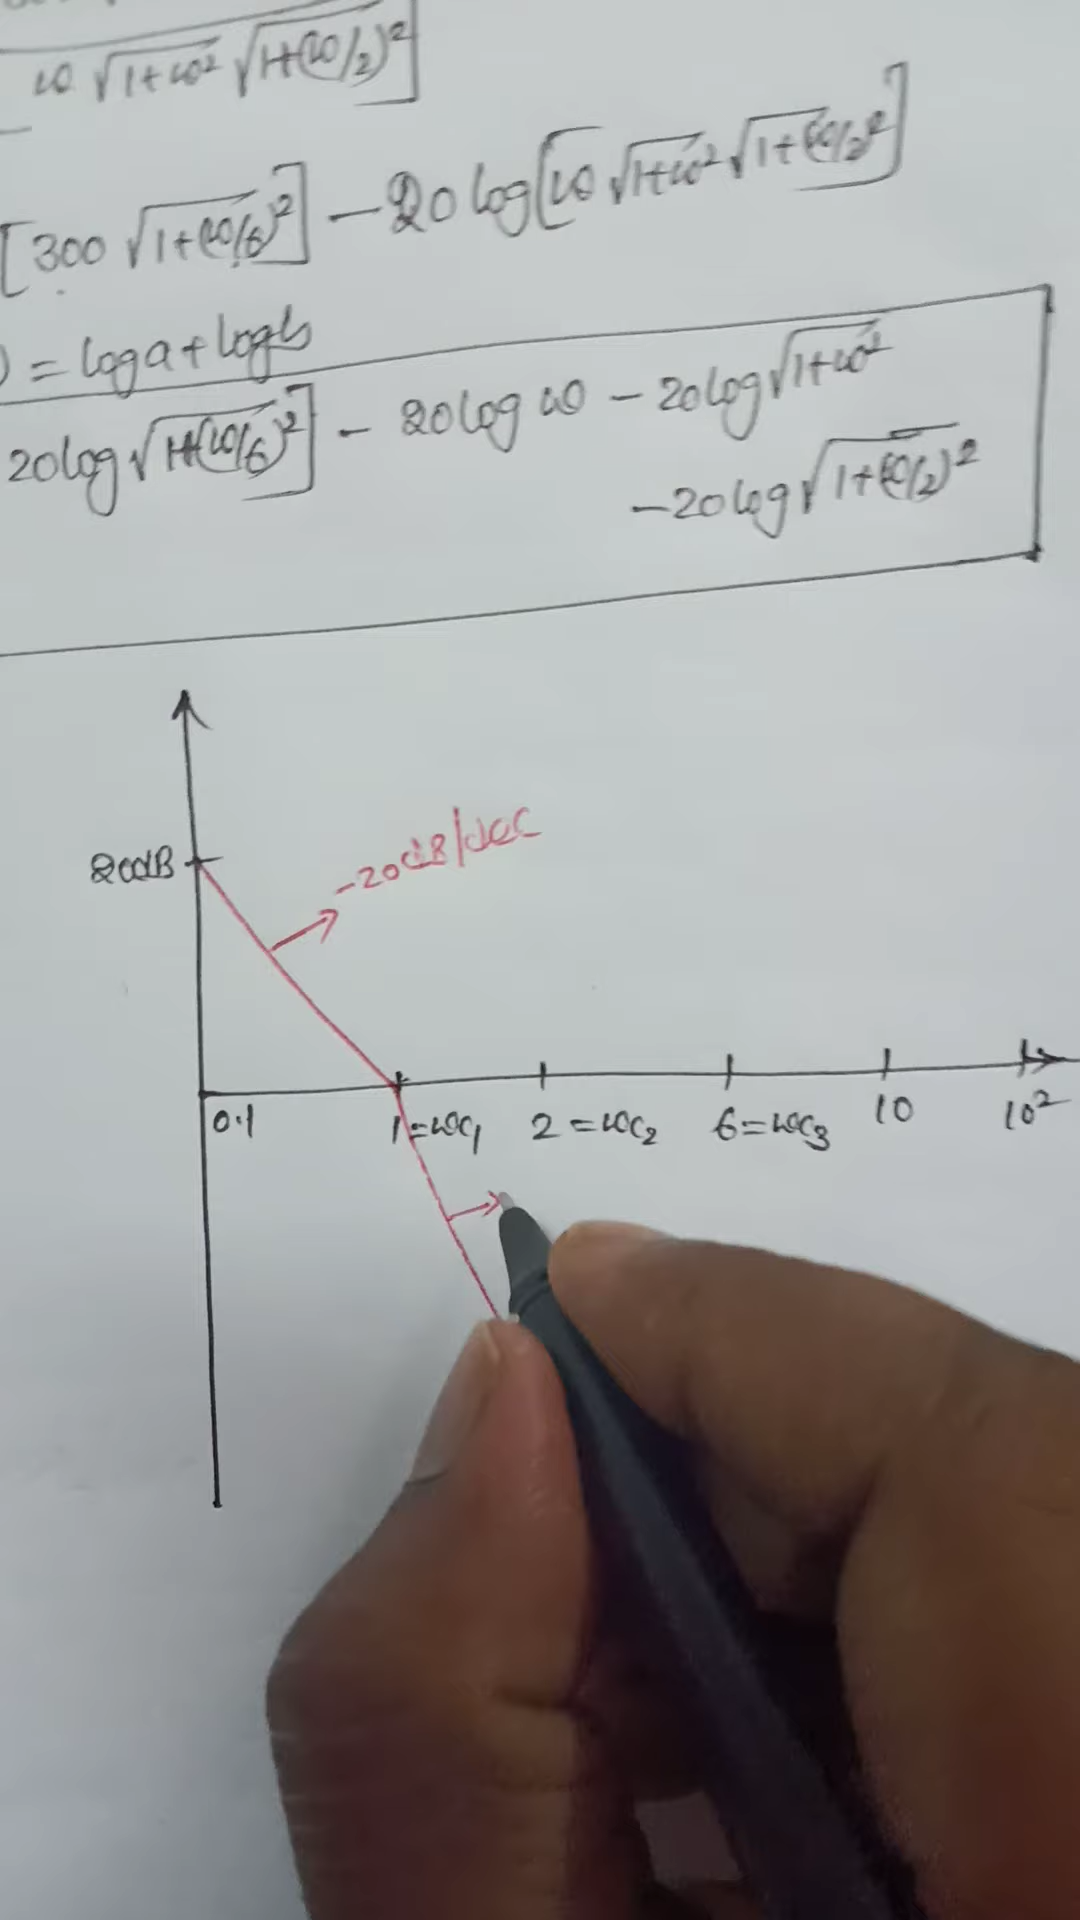 ω √1+ω² √1+(ω/2)²]
[300 √1+(ω/6)²] - 20 log[ω √1+ω² √1+(ω/2)²]
) = log a + log b
20 log √1+(ω/6)²] - 20 log ω - 20 log √1+ω²
- 20 log √1+(ω/2)²
-20 dB/dec
20dB
0.1 1=ωc₁ 2=ωc₂ 6=ωc₃ 10 10²